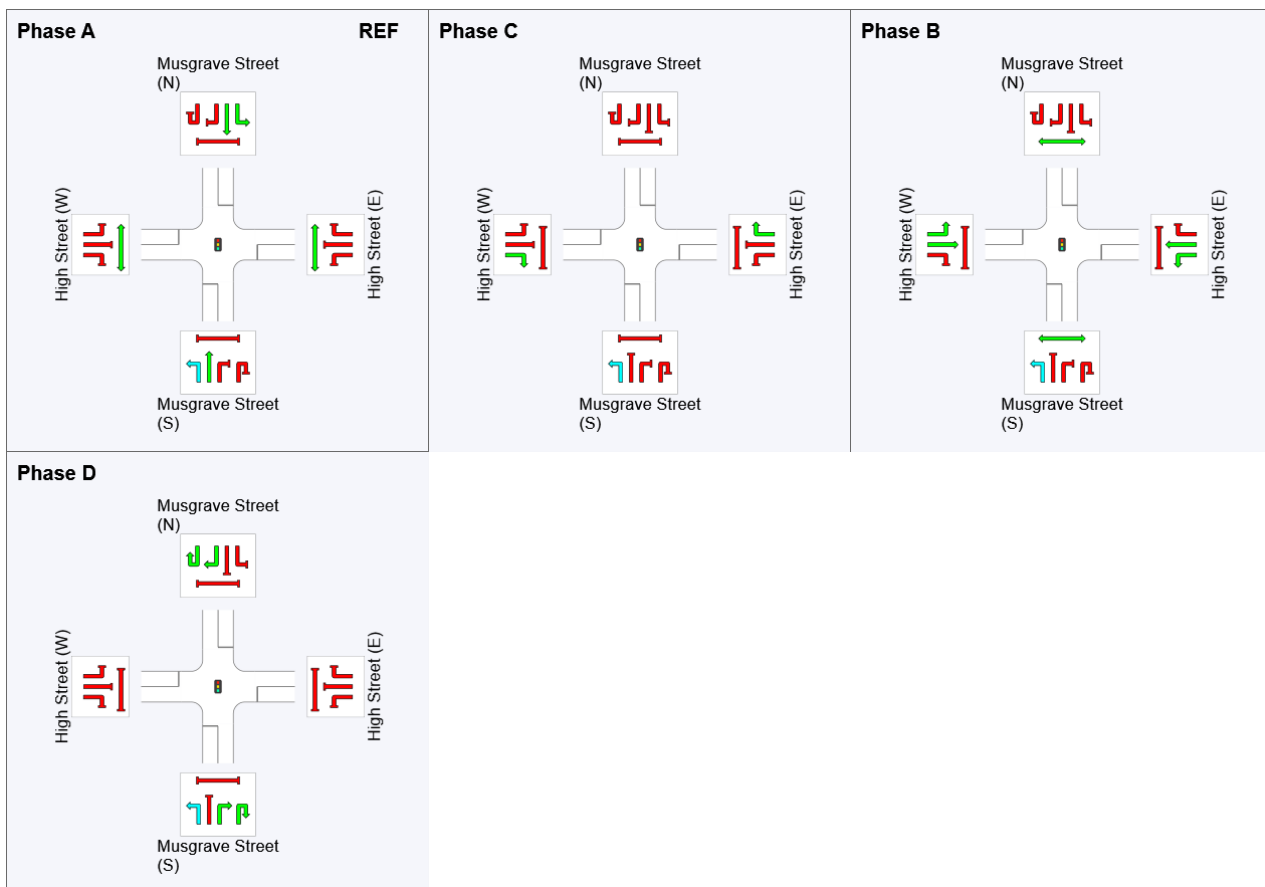 Phase A
REF
Musgrave Street
(N)
High Street (W)
High Street (E)
Musgrave Street
(S)
Phase C
Musgrave Street
(N)
High Street (W)
High Street (E)
Musgrave Street
(S)
Phase B
Musgrave Street
(N)
High Street (W)
High Street (E)
Musgrave Street
(S)
Phase D
Musgrave Street
(N)
High Street (W)
High Street (E)
Musgrave Street
(S)